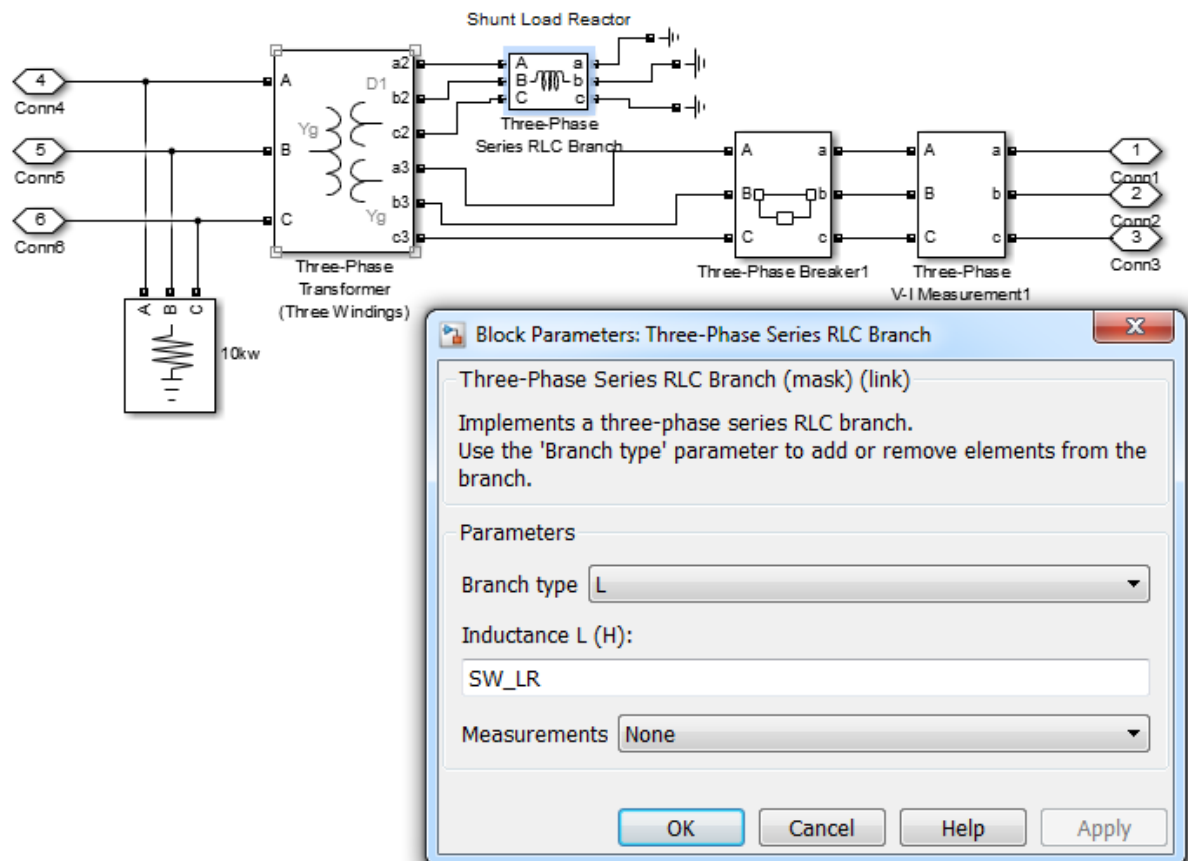 Shunt Load Reactor
4
Conn4
5
Conn5
6
Conn6
A
B
C
Yg
D1
Yg
a2
b2
c2
a3
b3
c3
Three-Phase
Transformer
(Three Windings)
A
B
C
a
b
c
Three-Phase
Series RLC Branch
A
B
C
a
b
c
Three-Phase Breaker1
A
B
C
a
b
c
Three-Phase
V-I Measurement1
1
Conn1
2
Conn2
3
Conn3
A B C
10kw
Block Parameters: Three-Phase Series RLC Branch
Three-Phase Series RLC Branch (mask) (link)
Implements a three-phase series RLC branch.
Use the 'Branch type' parameter to add or remove elements from the
branch.
Parameters
Branch type L
Inductance L (H):
SW_LR
Measurements None
OK Cancel Help Apply